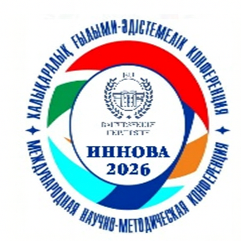 ХАЛЫҚАРАЛЫҚ ҒЫЛЫМИ-ӘДІСТЕМЕЛІК КОНФЕРЕНЦИЯ
ИННОВА
2026
МЕЖДУНАРОДНАЯ НАУЧНО-МЕТОДИЧЕСКАЯ КОНФЕРЕНЦИЯ